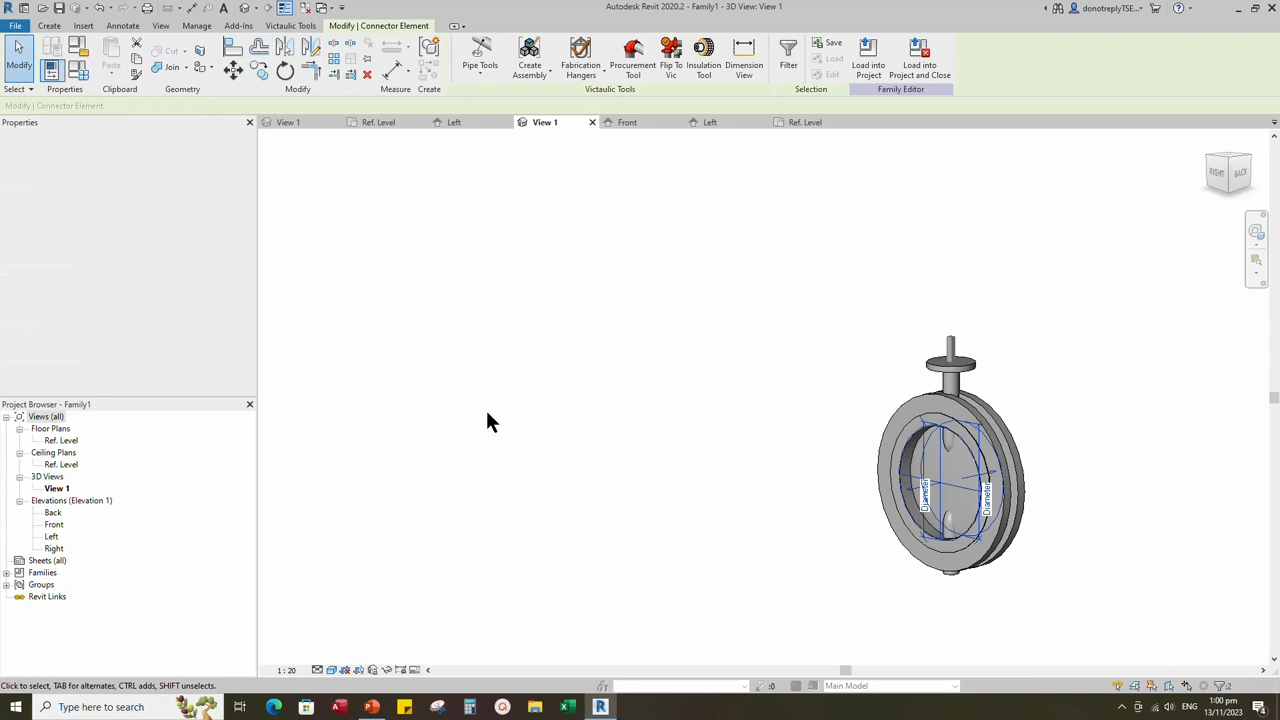 Autodesk Revit 2020.2 - Family1 - 3D View: View 1
donotreplyTSE...
File
Create
Insert
Annotate
View
Manage
Add-Ins
Victaulic Tools
Modify | Connector Element
Modify
Paste
Cut
Join
Pipe Tools
Create
Assembly
Fabrication
Hangers
Procurement
Tool
Flip To
Vic
Insulation
Tool
Dimension
View
Filter
Save
Load
Edit
Load into
Project
Load into
Project and Close
Select
Properties
Clipboard
Geometry
Modify
Measure
Create
Victaulic Tools
Selection
Family Editor
Modify | Connector Element
Properties
View 1
Ref. Level
Left
View 1
Front
Left
Ref. Level
RIGHT
BACK
Diameter
Diameter
Project Browser - Family1
Views (all)
Floor Plans
Ref. Level
Ceiling Plans
Ref. Level
3D Views
View 1
Elevations (Elevation 1)
Back
Front
Left
Right
Sheets (all)
Families
Groups
Revit Links
1 : 20
Click to select, TAB for alternates, CTRL adds, SHIFT unselects.
:0
Main Model
:2
Type here to search
1:00 pm
13/11/2023